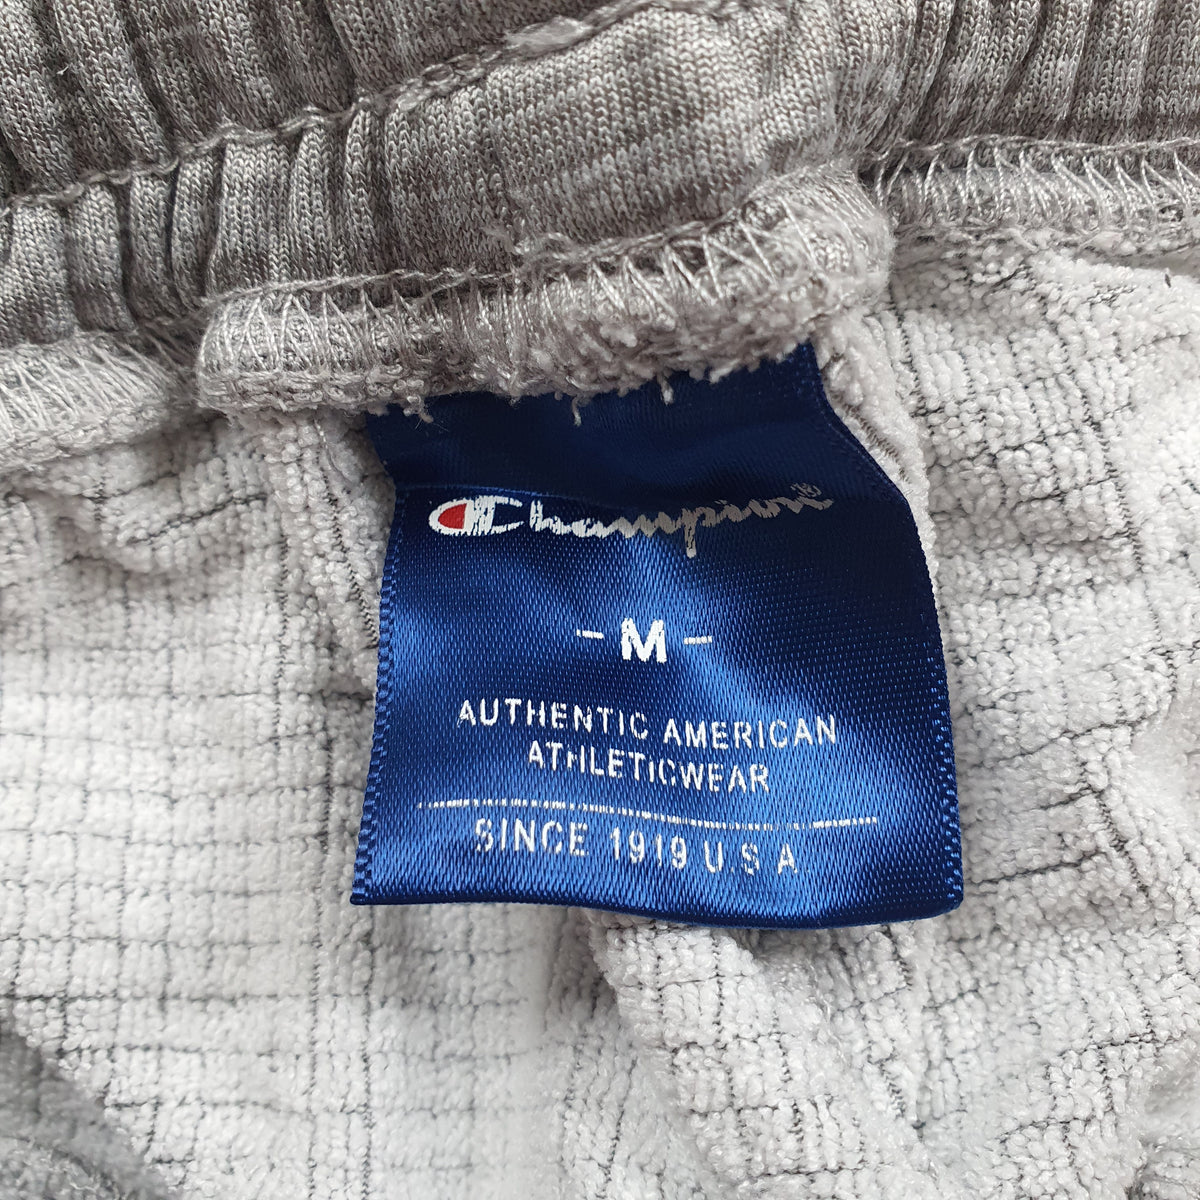 Champion®
- M -
AUTHENTIC AMERICAN
ATHLETICWEAR
SINCE 1919 U.S.A